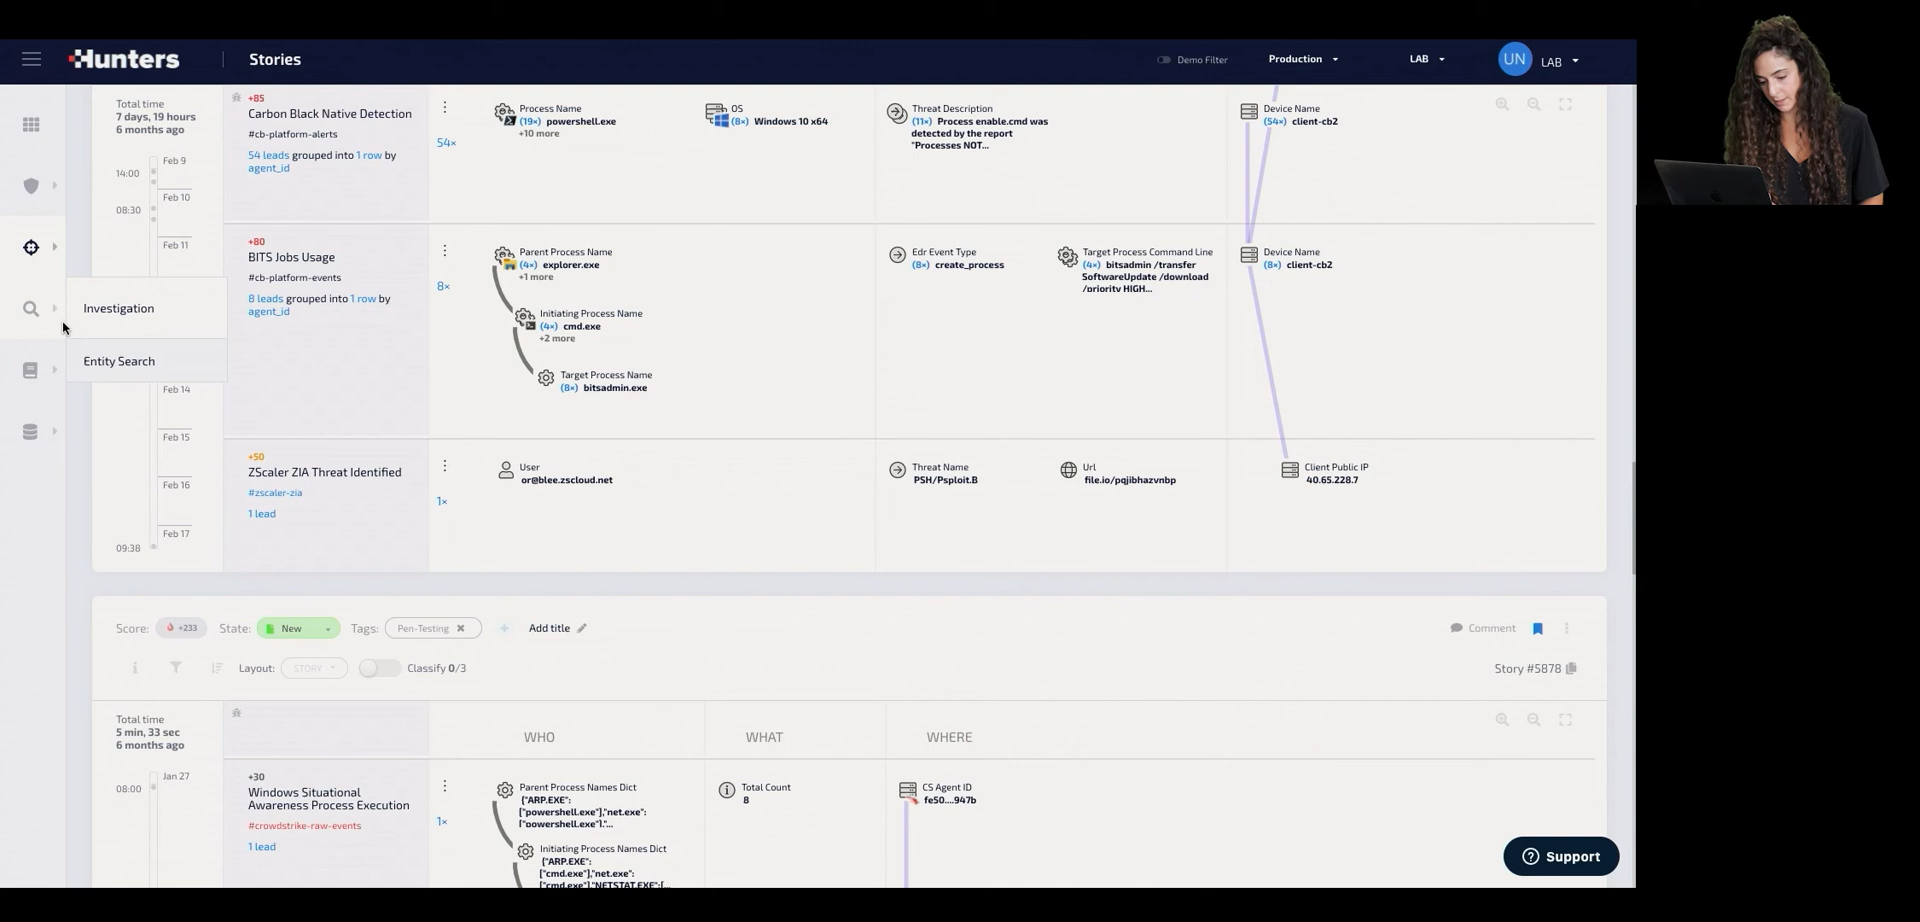 Hunters
Stories
Demo Filter
Production
LAB
UN
LAB
Total time
7 days, 19 hours
6 months ago
Feb 9
14:00
Feb 10
08:30
Feb 11
Feb 14
Feb 15
Feb 16
Feb 17
09:38
Investigation
Entity Search
+85
Carbon Black Native Detection
#cb-platform-alerts
54 leads grouped into 1 row by
agent_id
54×
Process Name
(19×) powershell.exe
+10 more
OS
(8×) Windows 10 x64
Threat Description
(11×) Process enable.cmd was
detected by the report
"Processes NOT...
Device Name
(54×) client-cb2
+80
BITS Jobs Usage
#cb-platform-events
8 leads grouped into 1 row by
agent_id
8×
Parent Process Name
(4×) explorer.exe
+1 more
Initiating Process Name
(4×) cmd.exe
+2 more
Target Process Name
(8×) bitsadmin.exe
Edr Event Type
(8×) create_process
Target Process Command Line
(4×) bitsadmin /transfer
SoftwareUpdate /download
/priority HIGH...
Device Name
(8×) client-cb2
+50
ZScaler ZIA Threat Identified
#zscaler-zia
1 lead
1×
User
or@blee.zscloud.net
Threat Name
PSH/Psploit.B
Url
file.io/pqjibhazvnbp
Client Public IP
40.65.228.7
Score: +233 State: New Tags: Pen-Testing Add title
Comment
Layout: STORY Classify 0/3
Story #5878
Total time
5 min, 33 sec
6 months ago
Jan 27
08:00
WHO WHAT WHERE
+30
Windows Situational
Awareness Process Execution
#crowdstrike-raw-events
1 lead
1×
Parent Process Names Dict
{"ARP.EXE":
["powershell.exe"],"net.exe":
["powershell.exe"],"...
Initiating Process Names Dict
{"ARP.EXE":
["cmd.exe"],"net.exe":
["cmd.exe"],"NETSTAT.EXE":[...
Total Count
8
CS Agent ID
fe50....947b
Support